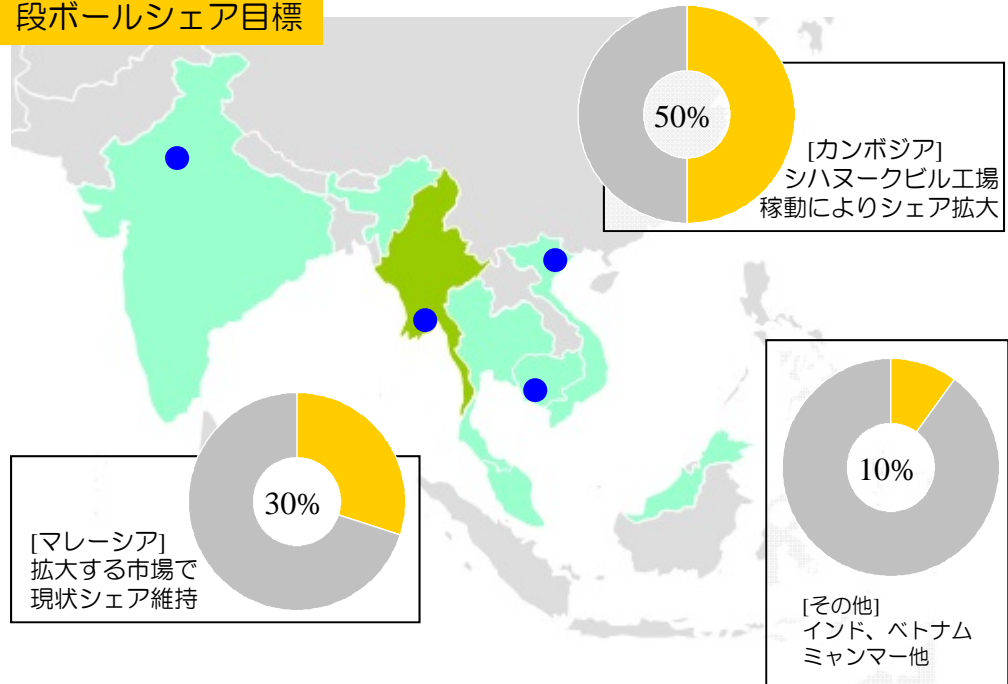 段ボールシェア目標
50%
[カンボジア]
シハヌークビル工場
稼動によりシェア拡大
30%
[マレーシア]
拡大する市場で
現状シェア維持
10%
[その他]
インド、ベトナム
ミャンマー他